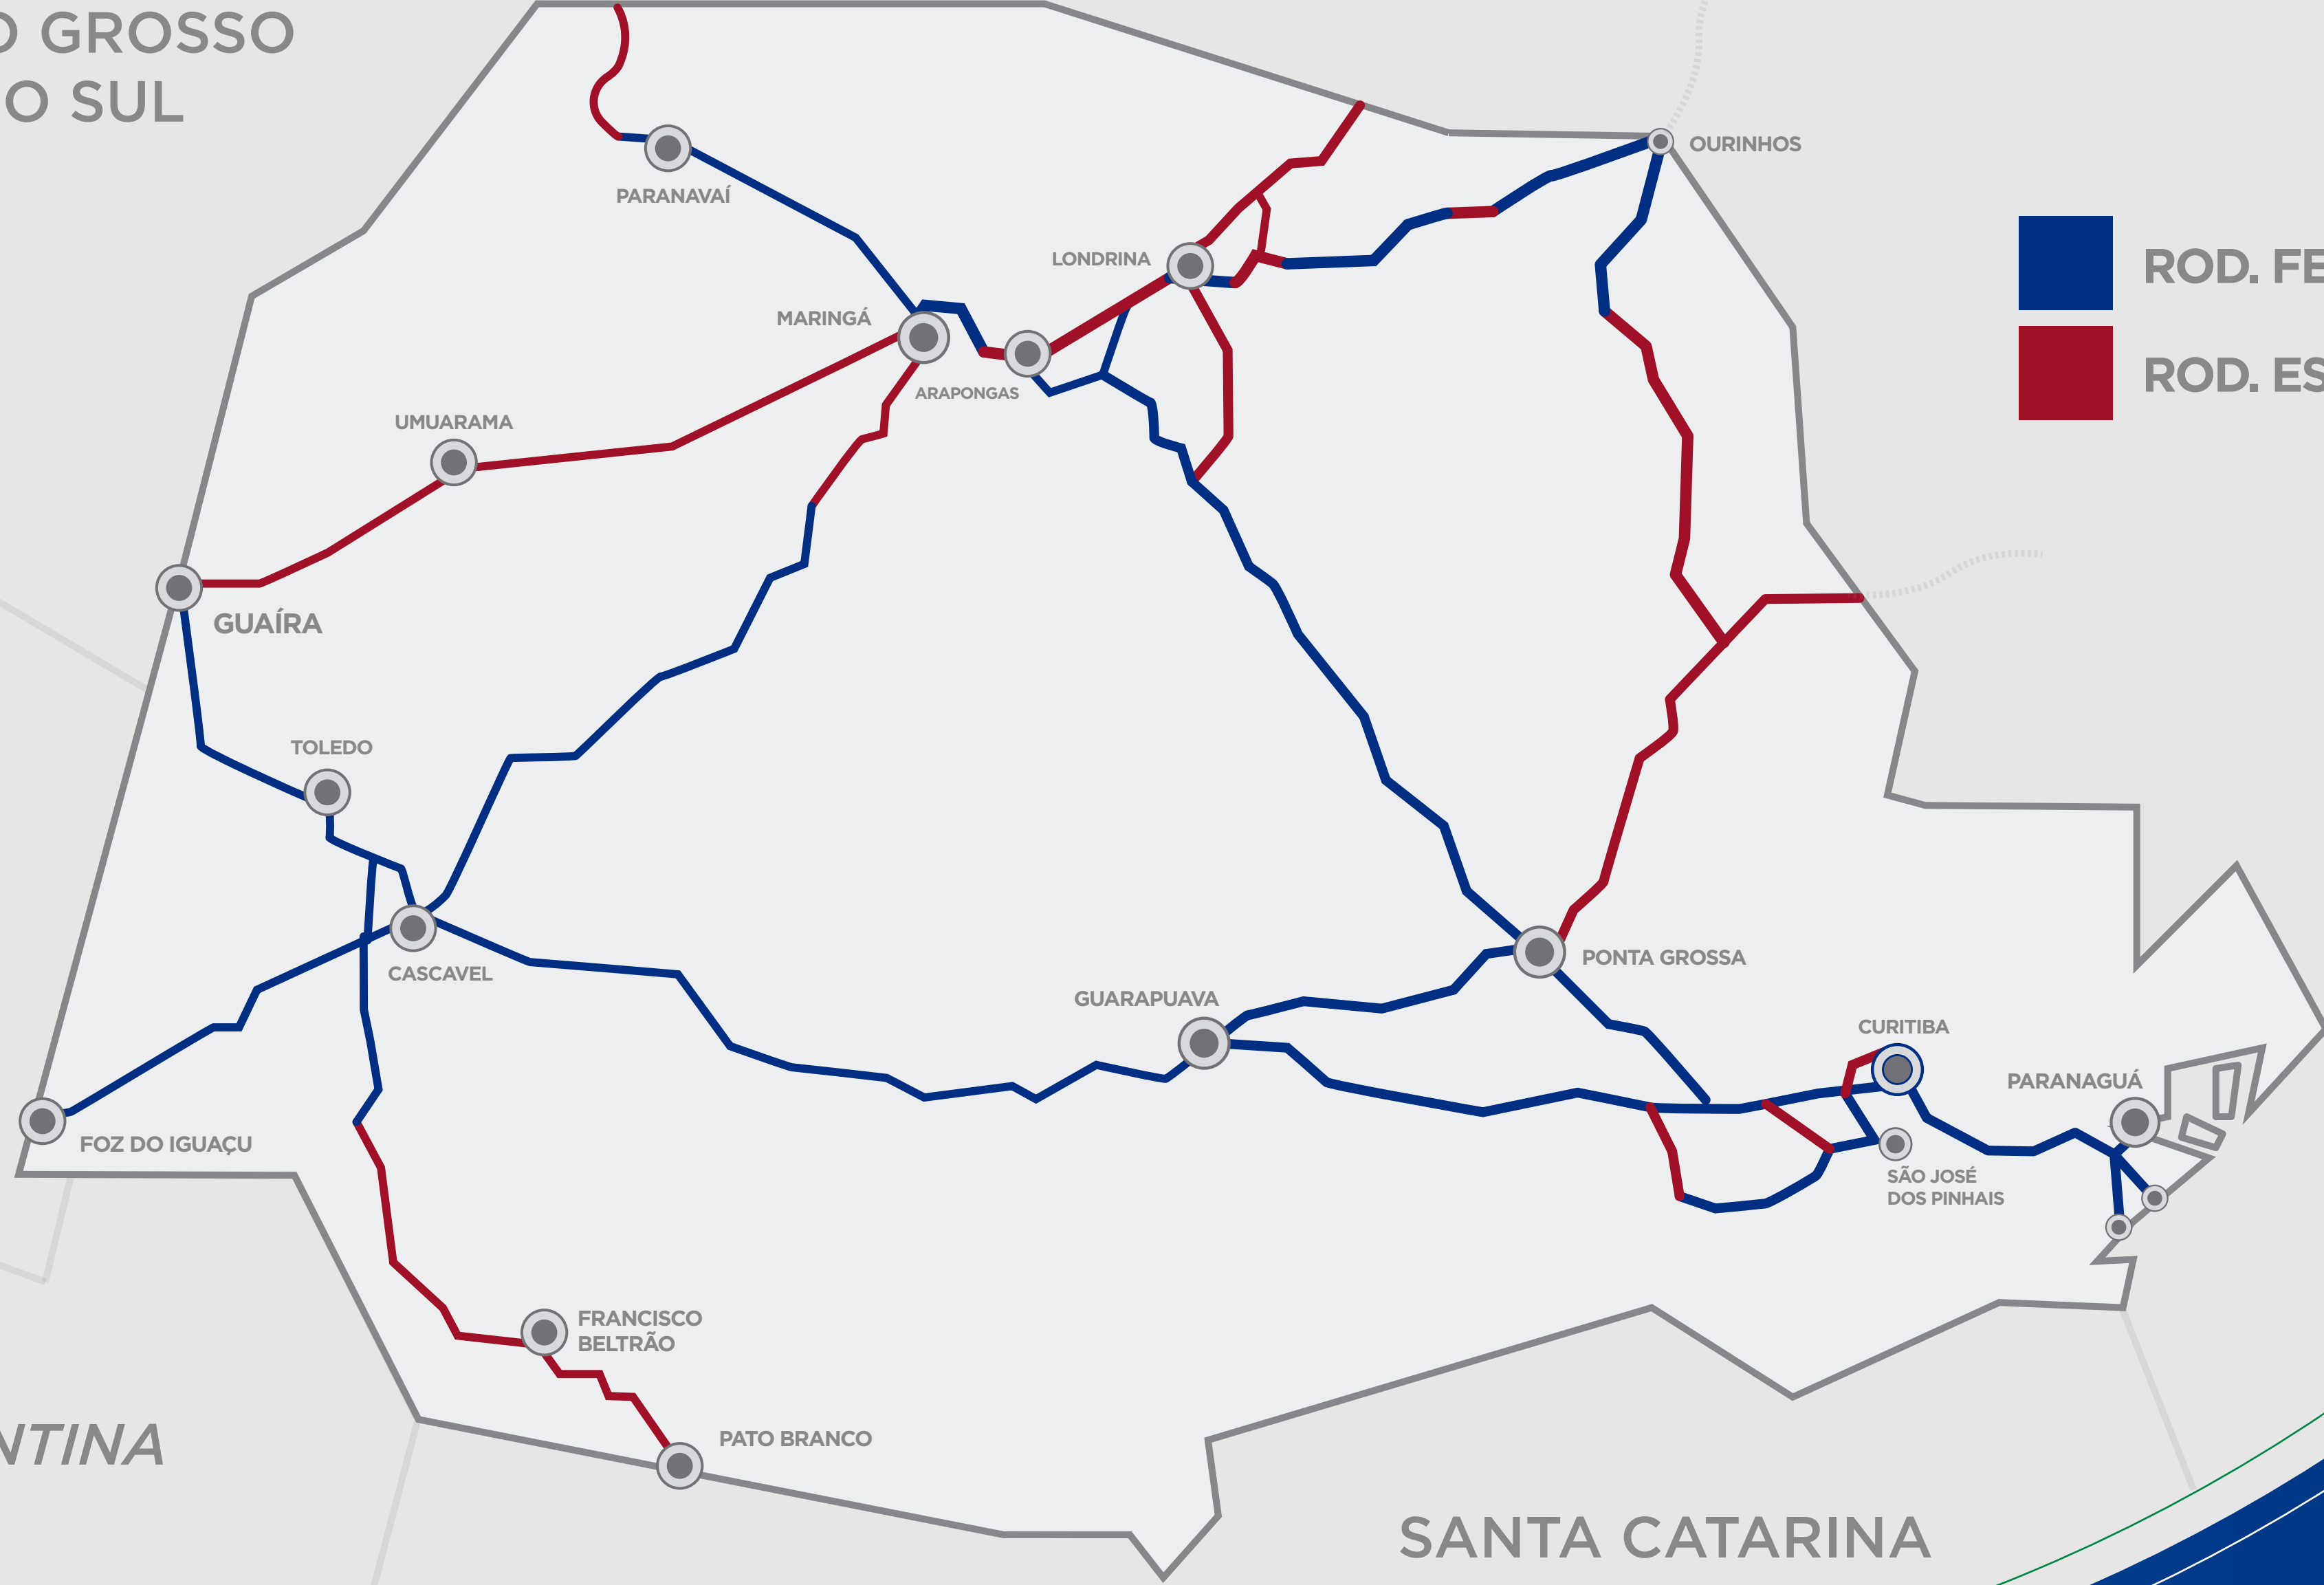 GROSSO
O SUL
OURINHOS
PARANAVAÍ
ROD. FE
LONDRINA
MARINGÁ
ROD. ES
ARAPONGAS
UMUARAMA
GUAÍRA
TOLEDO
PONTA GROSSA
CASCAVEL
GUARAPUAVA
CURITIBA
PARANAGUÁ
FOZ DO IGUAÇU
SÃO JOSÉ
DOS PINHAIS
FRANCISCO
BELTRÃO
PATO BRANCO
NTINA
SANTA CATARINA